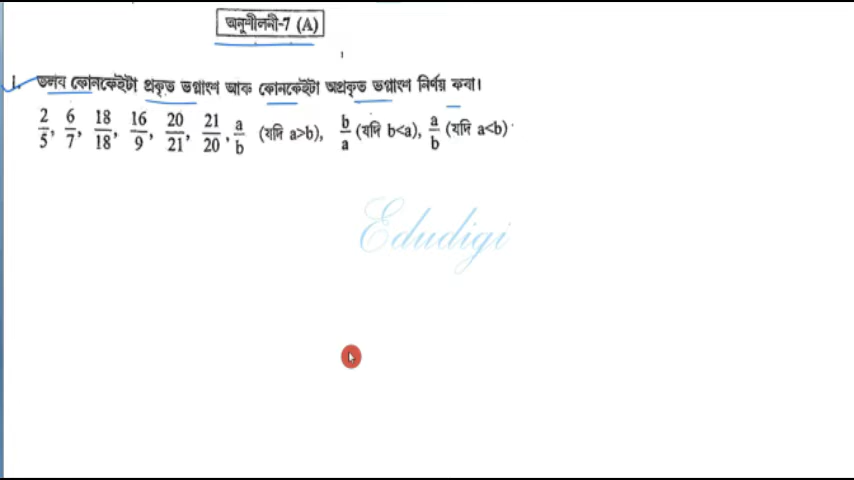 অনুশীলনী-7 (A)
1. তলৰ কোনকেইটা প্ৰকৃত ভগ্নাংশ আৰু কোনকেইটা অপ্ৰকৃত ভগ্নাংশ নিৰ্ণয় কৰা।
2/5, 6/7, 18/18, 16/9, 20/21, 21/20, a/b (যদি a>b), b/a (যদি b<a), a/b (যদি a<b)
Edudigi